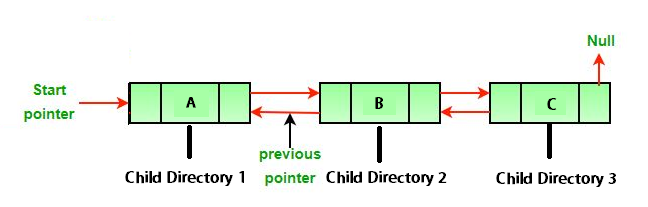 Null
Start
pointer
A
B
C
previous
pointer
Child Directory 1
Child Directory 2
Child Directory 3